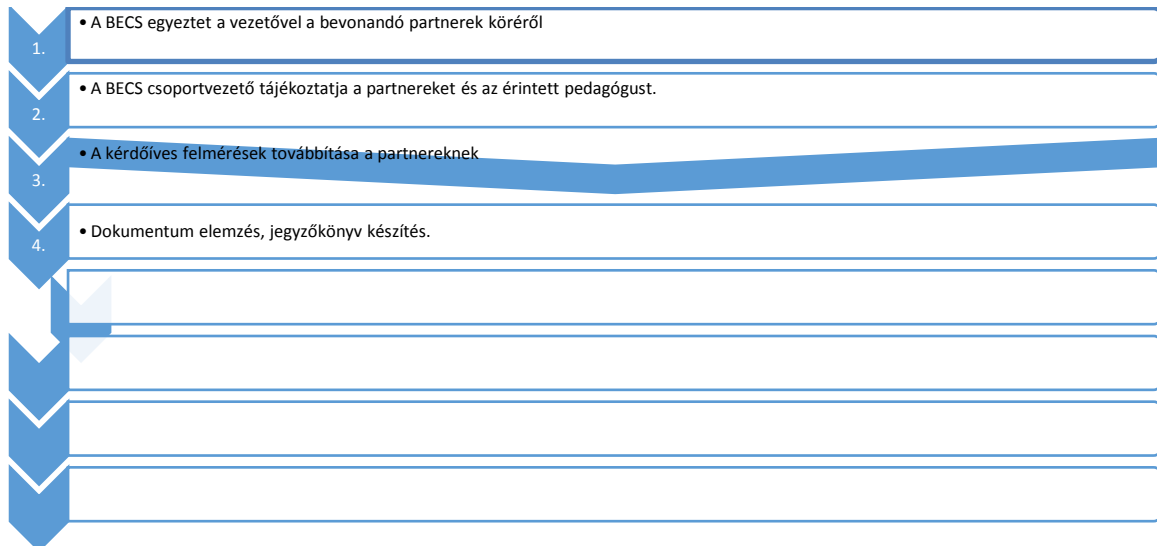 1.
• A BECS egyeztet a vezetővel a bevonandó partnerek köréről
2.
• A BECS csoportvezető tájékoztatja a partnereket és az érintett pedagógust.
3.
• A kérdőíves felmérések továbbítása a partnereknek
4.
• Dokumentum elemzés, jegyzőkönyv készítés.